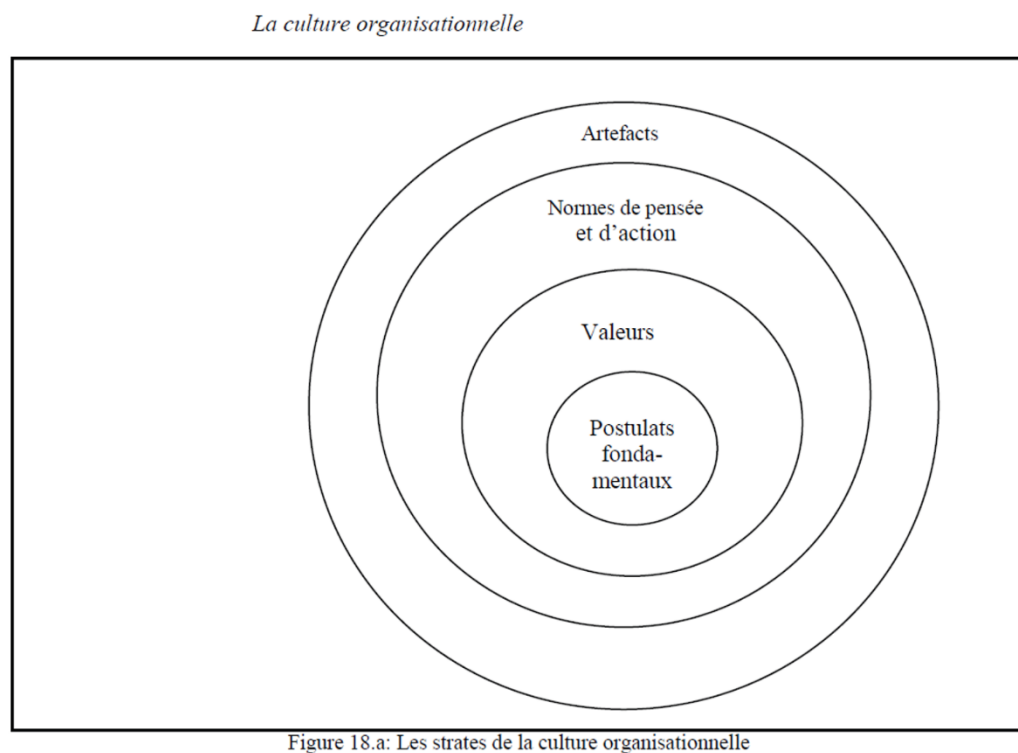 La culture organisationnelle
Artefacts
Normes de pensée
et d’action
Valeurs
Postulats
fonda-
mentaux
Figure 18.a: Les strates de la culture organisationnelle